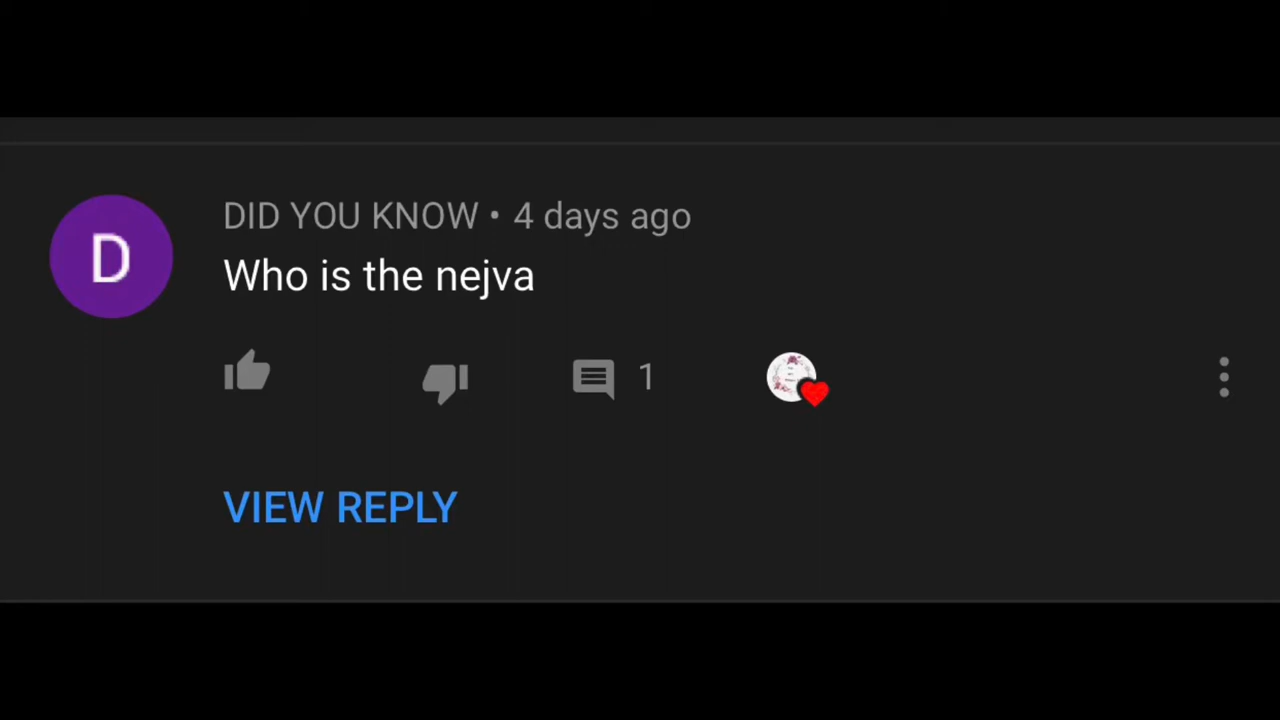 D
DID YOU KNOW • 4 days ago
Who is the nejva
1
VIEW REPLY